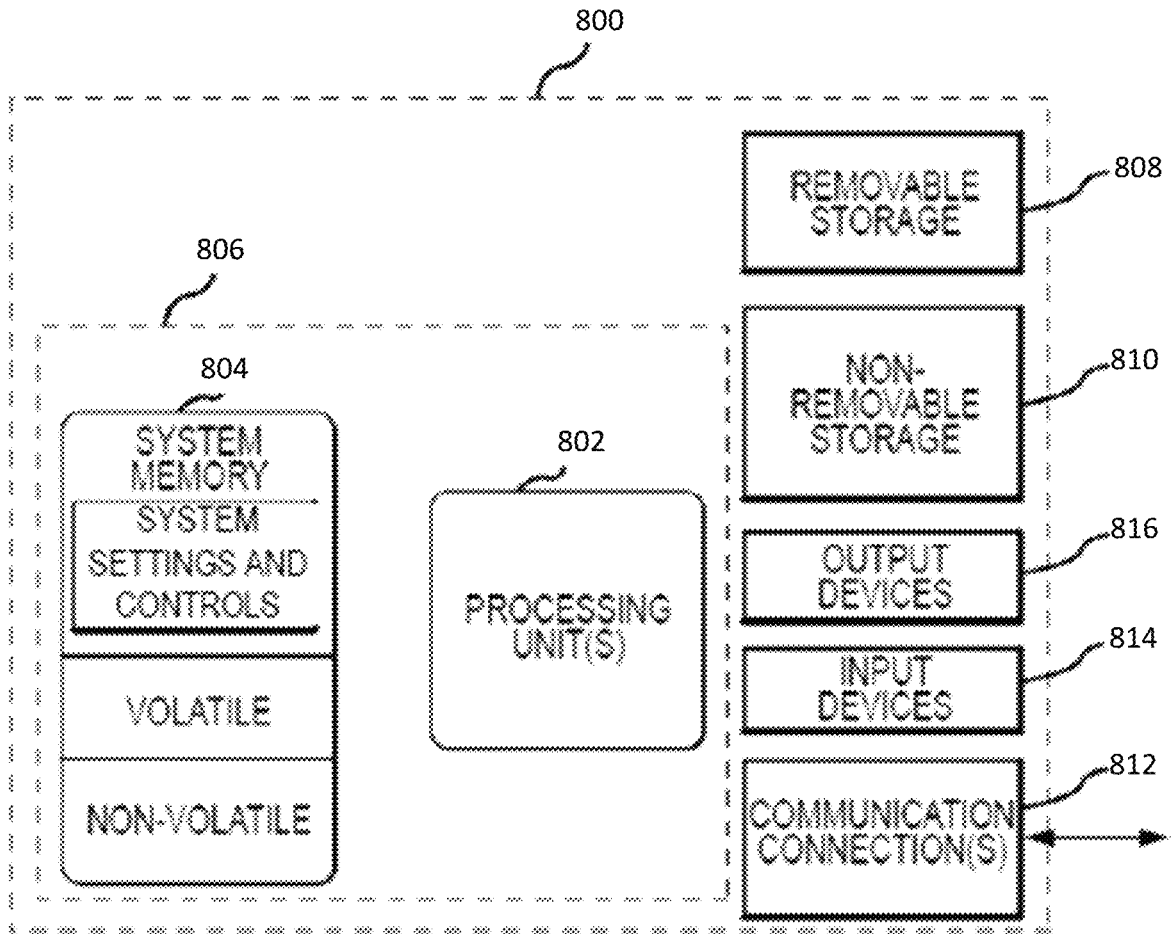 800
REMOVABLE
STORAGE
808
806
NON-
REMOVABLE
STORAGE
810
804
SYSTEM
MEMORY
SYSTEM
SETTINGS AND
CONTROLS
VOLATILE
NON-VOLATILE
802
PROCESSING
UNIT(S)
OUTPUT
DEVICES
816
INPUT
DEVICES
814
COMMUNICATION
CONNECTION(S)
812